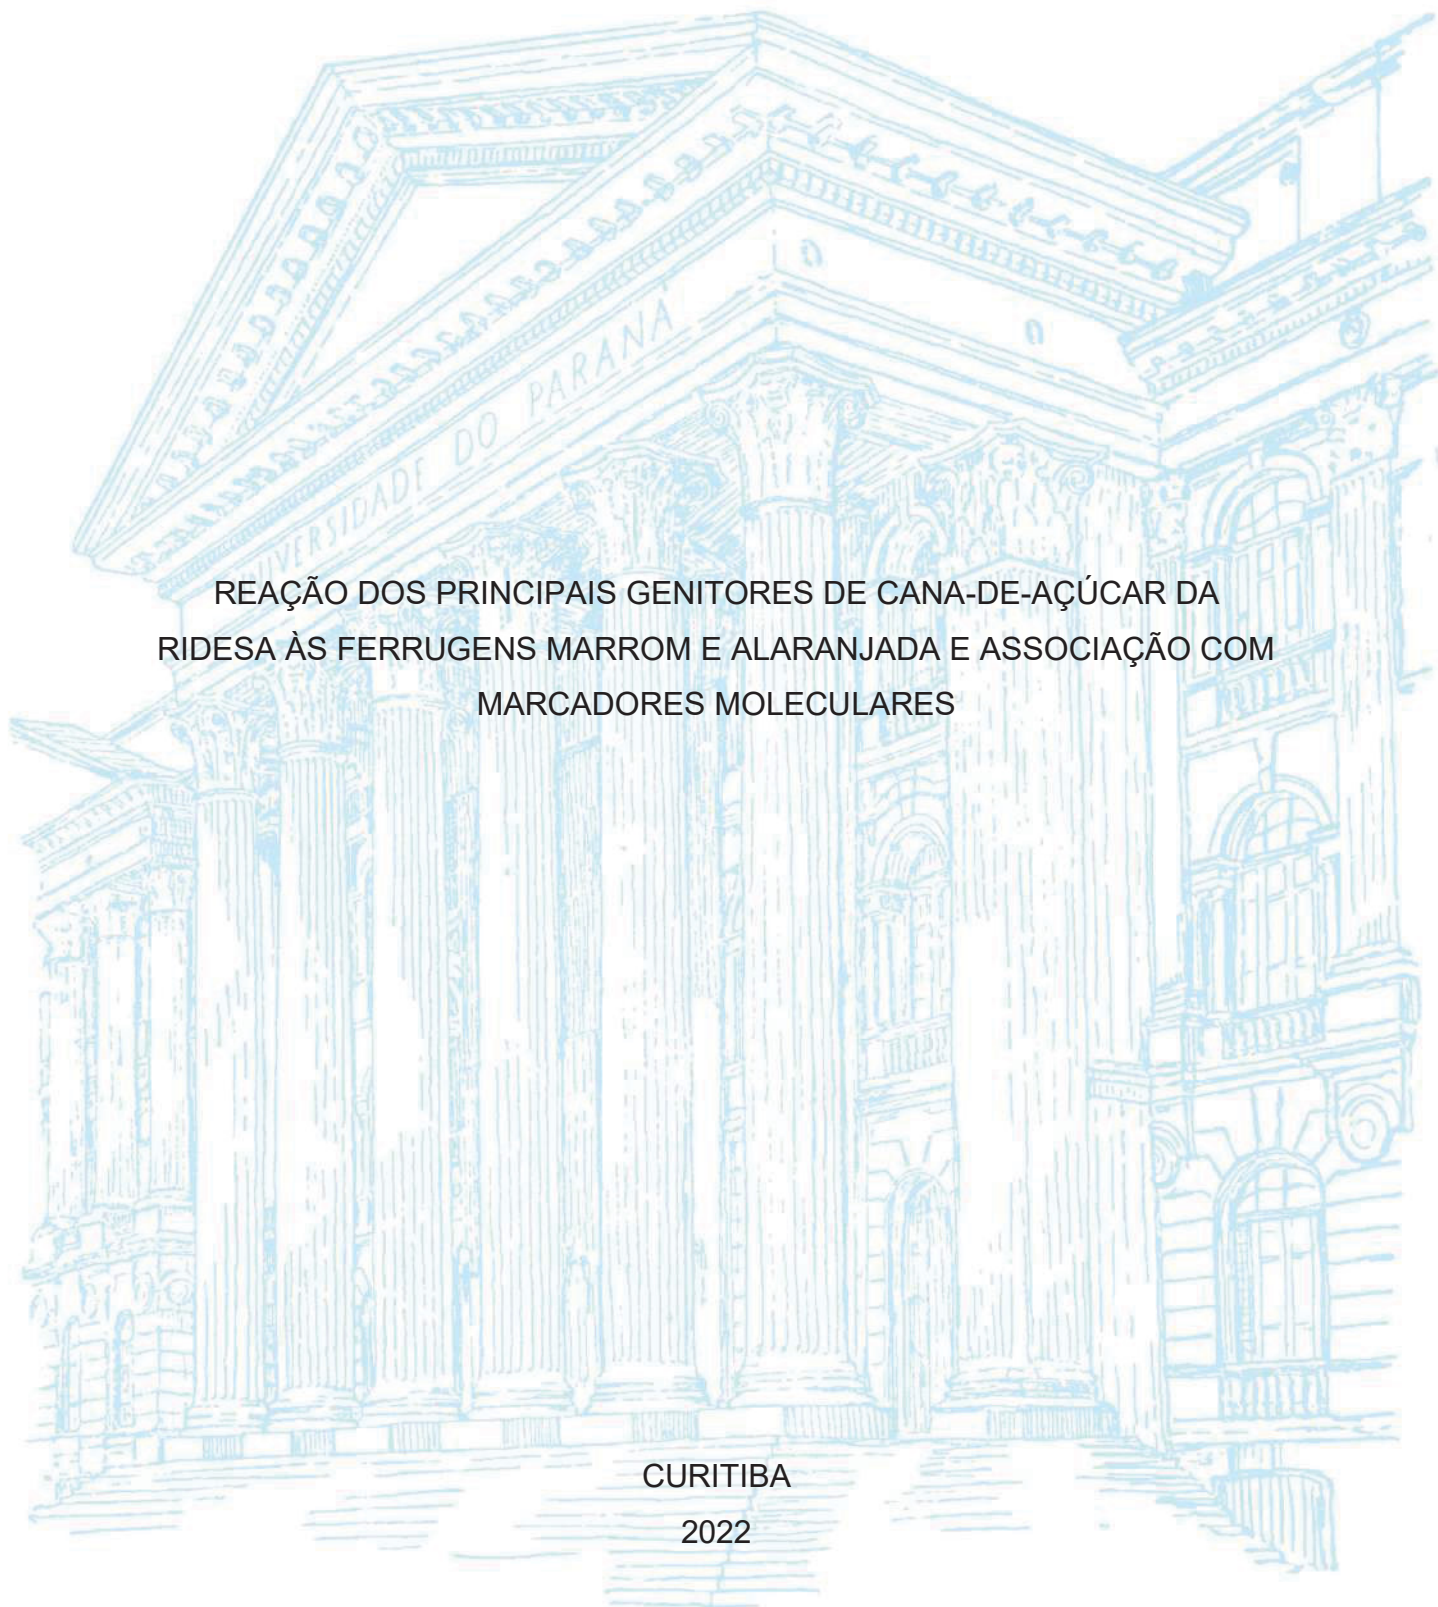 UNIVERSIDADE DO PARANÁ
REAÇÃO DOS PRINCIPAIS GENITORES DE CANA-DE-AÇÚCAR DA
RIDESA ÀS FERRUGENS MARROM E ALARANJADA E ASSOCIAÇÃO COM
MARCADORES MOLECULARES
CURITIBA
2022